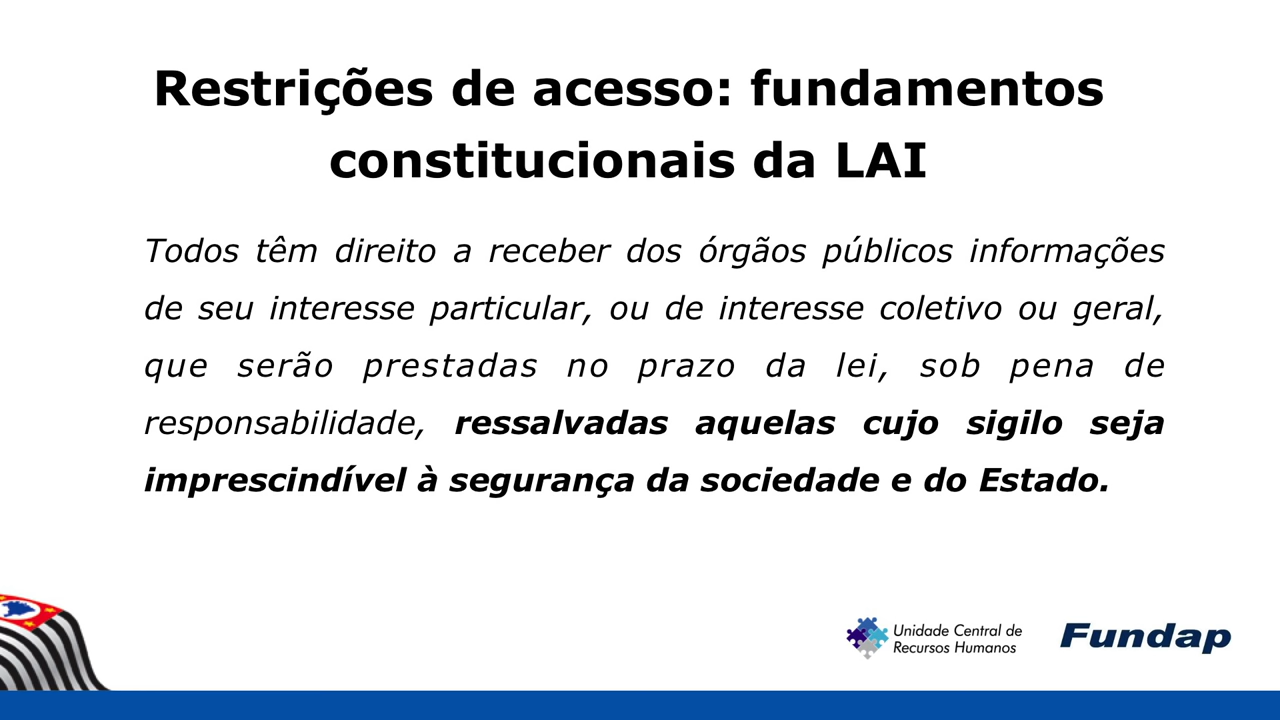 Restrições de acesso: fundamentos
constitucionais da LAI
Todos têm direito a receber dos órgãos públicos informações
de seu interesse particular, ou de interesse coletivo ou geral,
que serão prestadas no prazo da lei, sob pena de
responsabilidade, ressalvadas aquelas cujo sigilo seja
imprescindível à segurança da sociedade e do Estado.
Unidade Central de
Recursos Humanos
Fundap